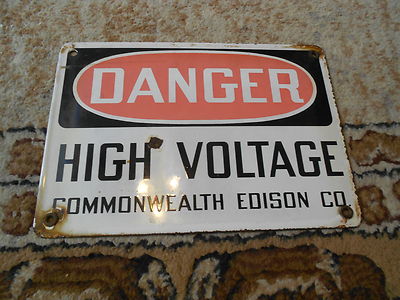 DANGER
HIGH VOLTAGE
COMMONWEALTH EDISON CO.